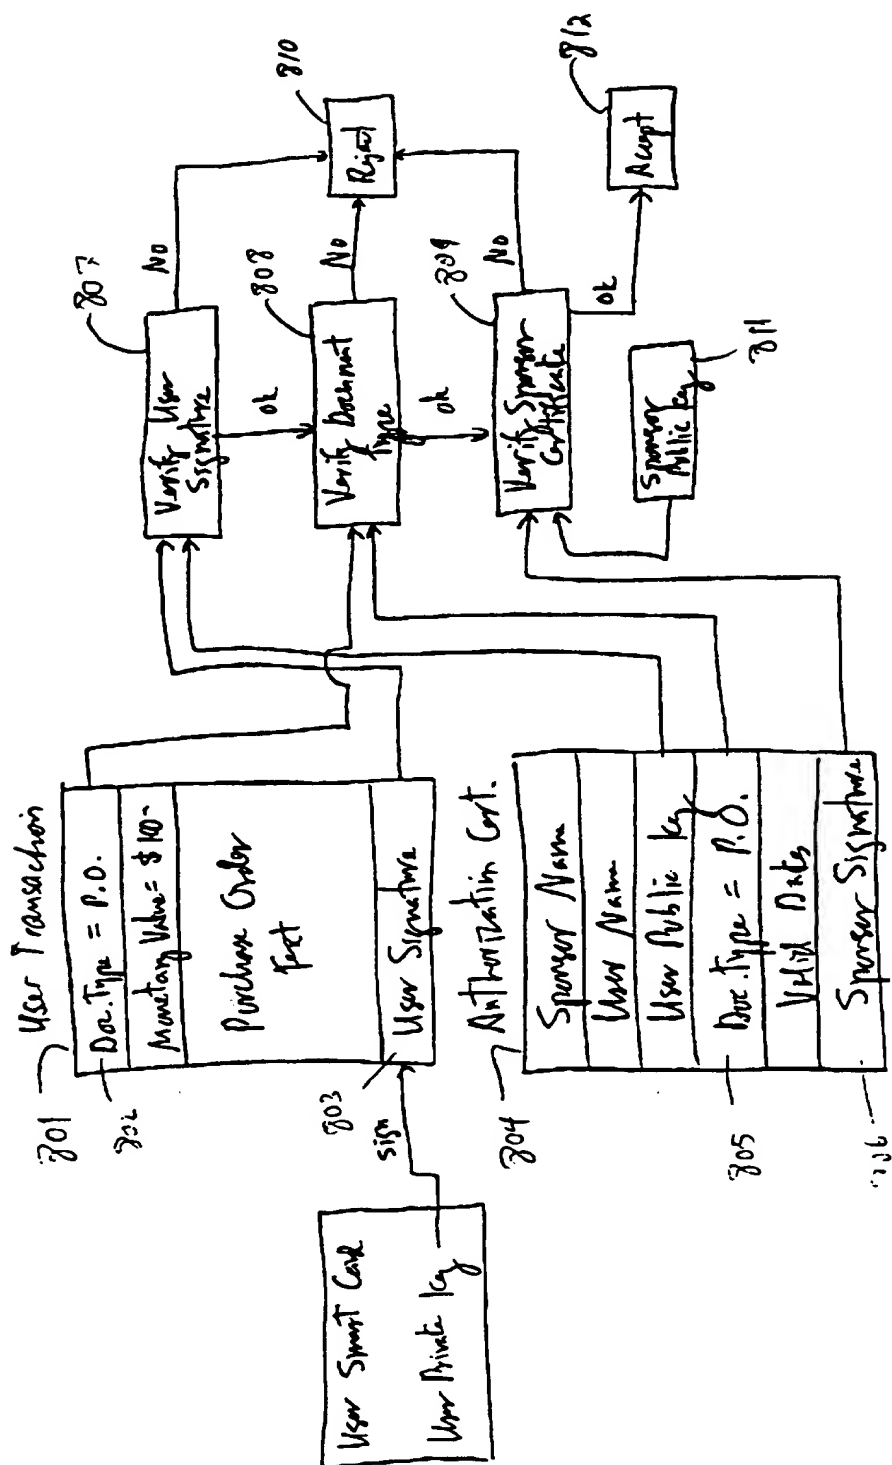 User Smart Card
User Private Key
sign
801
User Transaction
802
Doc. Type = P.O.
Monetary Value = $100-
Purchase Order
Text
803
User Signature
804
Authorization Cert.
Sponsor Name
User Name
User Public Key
805
Doc. Type = P.O.
Valid Dates
Sponsor Signature
807
Verify User
Signature
No
ok
808
Verify Document
Type
No
ok
809
Verify Sponsor
Certificate
No
ok
Sponsor
Public Key
811
810
Reject
812
Accept